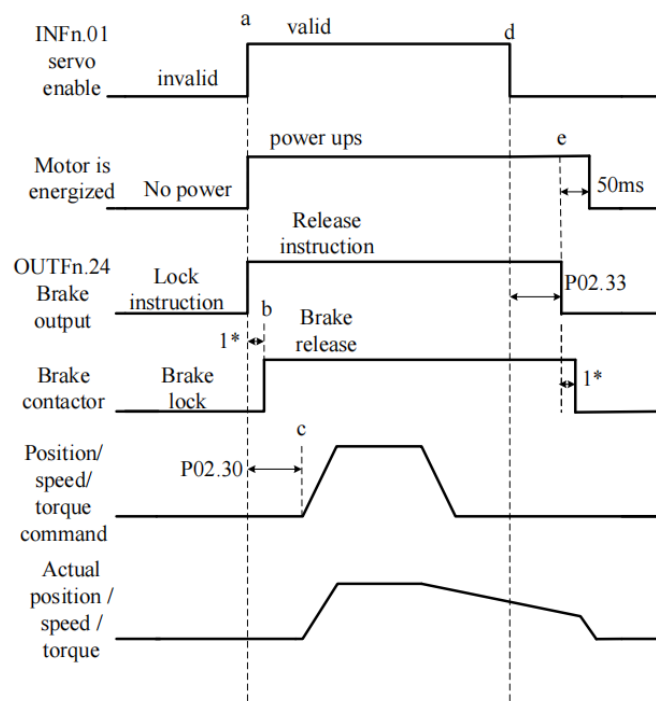 a
INFn.01
servo
enable
valid
d
invalid
power ups
e
Motor is
energized
No power
50ms
Release
instruction
OUTFn.24
Brake
output
Lock
instruction
P02.33
b
1*
Brake
release
Brake
contactor
Brake
lock
1*
c
Position/
speed/
torque
command
P02.30
Actual
position /
speed /
torque